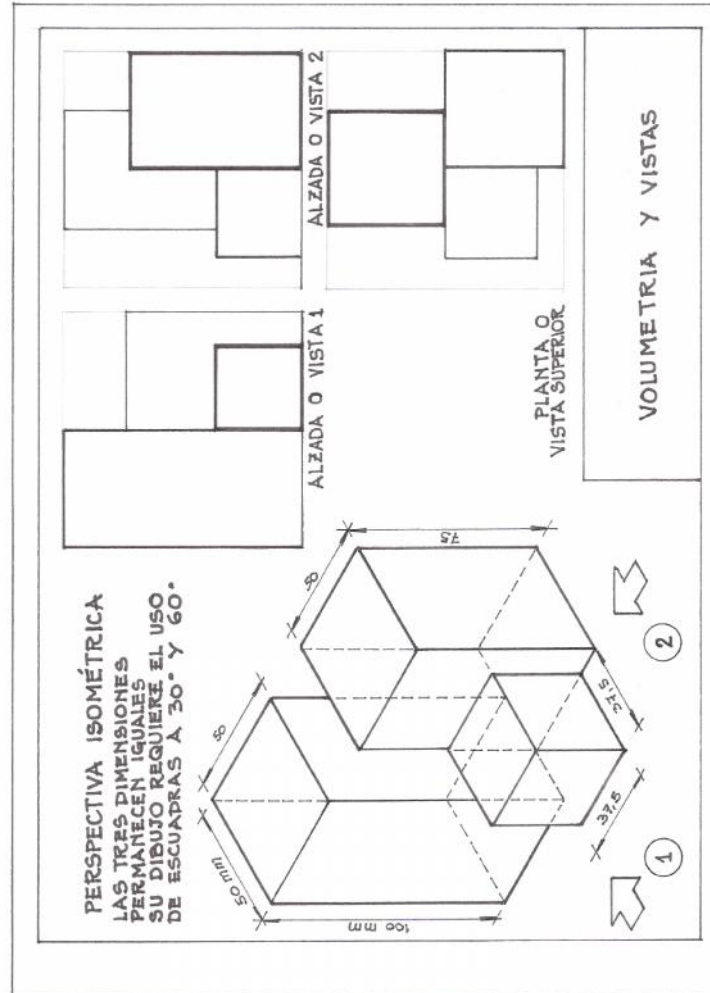 PERSPECTIVA ISOMÉTRICA
LAS TRES DIMENSIONES
PERMANECEN IGUALES
SU DIBUJO REQUIERE EL USO
DE ESCUADRAS A 30° Y 60°
50 mm
50
50
100 mm
75
37,5
37,5
1
2
ALZADA O VISTA 1
ALZADA O VISTA 2
PLANTA O
VISTA SUPERIOR
VOLUMETRIA Y VISTAS